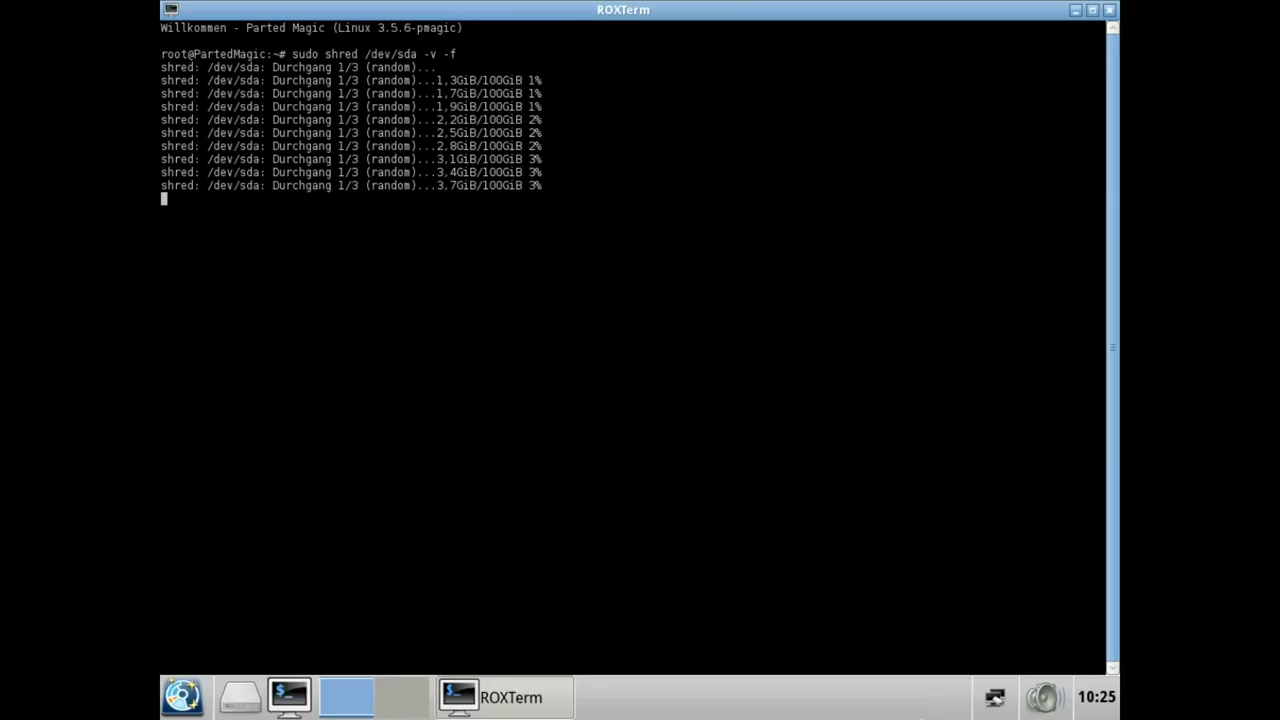 ROXTerm
Willkommen - Parted Magic (Linux 3.5.6-pmagic)
root@PartedMagic:~# sudo shred /dev/sda -v -f
shred: /dev/sda: Durchgang 1/3 (random)...
shred: /dev/sda: Durchgang 1/3 (random)...1,3GiB/100GiB 1%
shred: /dev/sda: Durchgang 1/3 (random)...1,7GiB/100GiB 1%
shred: /dev/sda: Durchgang 1/3 (random)...1,9GiB/100GiB 1%
shred: /dev/sda: Durchgang 1/3 (random)...2,2GiB/100GiB 2%
shred: /dev/sda: Durchgang 1/3 (random)...2,5GiB/100GiB 2%
shred: /dev/sda: Durchgang 1/3 (random)...2,8GiB/100GiB 2%
shred: /dev/sda: Durchgang 1/3 (random)...3,1GiB/100GiB 3%
shred: /dev/sda: Durchgang 1/3 (random)...3,4GiB/100GiB 3%
shred: /dev/sda: Durchgang 1/3 (random)...3,7GiB/100GiB 3%
$_
$_
ROXTerm
10:25